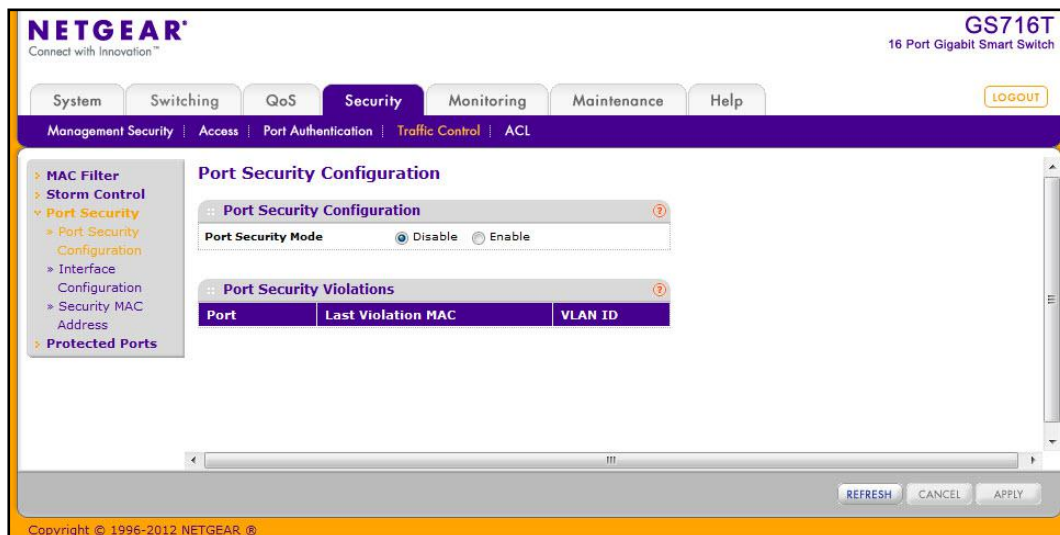 NETGEAR®
Connect with Innovation™
GS716T
16 Port Gigabit Smart Switch
System Switching QoS Security Monitoring Maintenance Help LOGOUT
Management Security | Access | Port Authentication | Traffic Control | ACL
MAC Filter
Storm Control
Port Security
» Port Security
Configuration
» Interface
Configuration
» Security MAC
Address
Protected Ports
Port Security Configuration
Port Security Configuration ?
Port Security Mode Disable Enable
Port Security Violations ?
Port Last Violation MAC VLAN ID
REFRESH CANCEL APPLY
Copyright © 1996-2012 NETGEAR ®